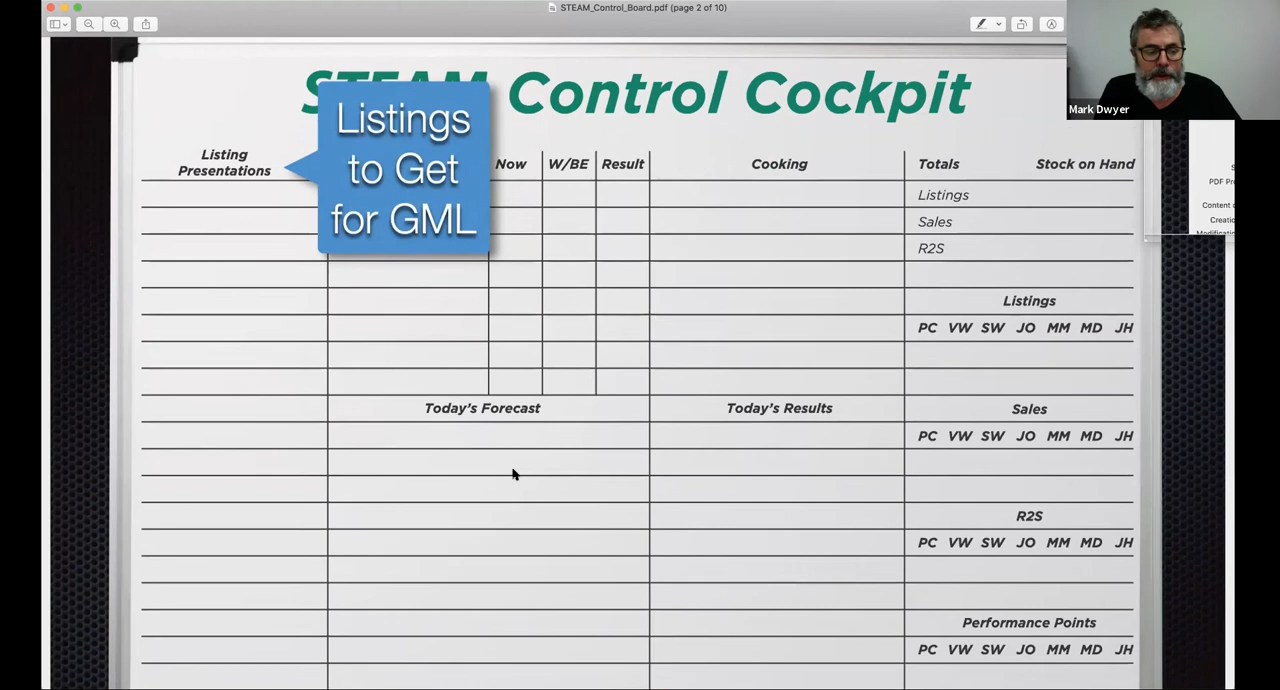 STEAM_Control_Board.pdf (page 2 of 10)
Mark Dwyer
STEAM Control Cockpit
Listings
to Get
for GML
Listing
Presentations
Now W/BE Result Cooking Totals Stock on Hand
Listings
Sales
R2S
Listings
PC VW SW JO MM MD JH
Today's Forecast Today's Results Sales
PC VW SW JO MM MD JH
R2S
PC VW SW JO MM MD JH
Performance Points
PC VW SW JO MM MD JH
PDF Pr
Content
Creati